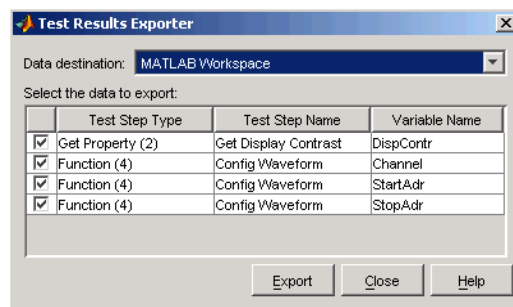 Test Results Exporter
Data destination: MATLAB Workspace
Select the data to export:
Test Step Type Test Step Name Variable Name
Get Property (2) Get Display Contrast DispContr
Function (4) Config Waveform Channel
Function (4) Config Waveform StartAdr
Function (4) Config Waveform StopAdr
Export Close Help